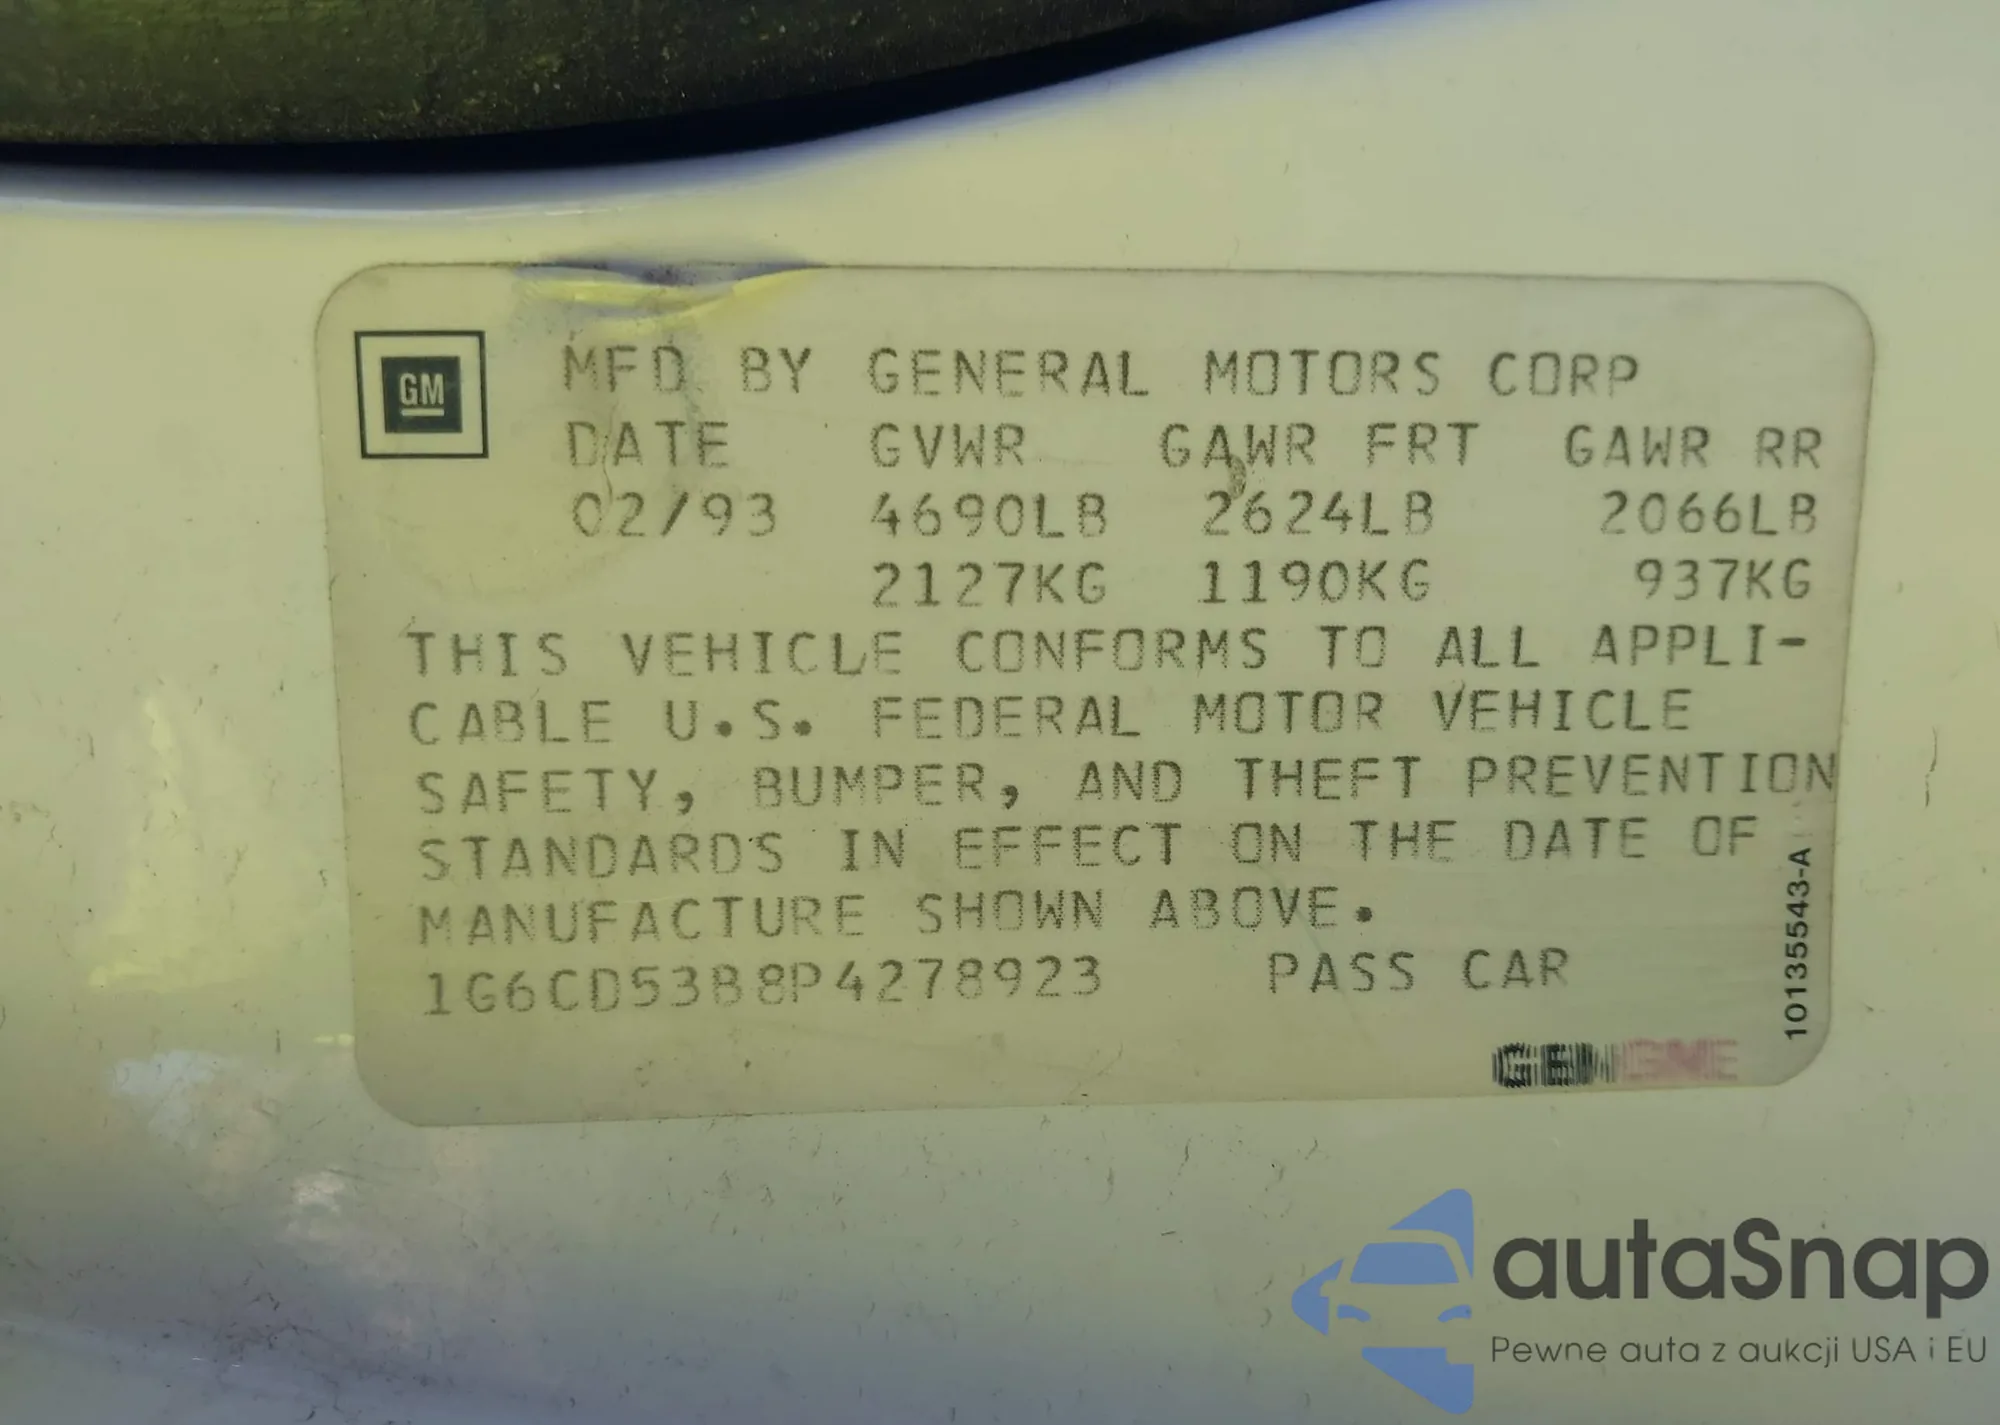 GM
MFD BY GENERAL MOTORS CORP
DATE GVWR GAWR FRT GAWR RR
02/93 4690LB 2624LB 2066LB
2127KG 1190KG 937KG
THIS VEHICLE CONFORMS TO ALL APPLI-
CABLE U.S. FEDERAL MOTOR VEHICLE
SAFETY, BUMPER, AND THEFT PREVENTION
STANDARDS IN EFFECT ON THE DATE OF
MANUFACTURE SHOWN ABOVE.
1G6CD53B8P4278923 PASS CAR
10135543-A
autaSnap
Pewne auta z aukcji USA i EU